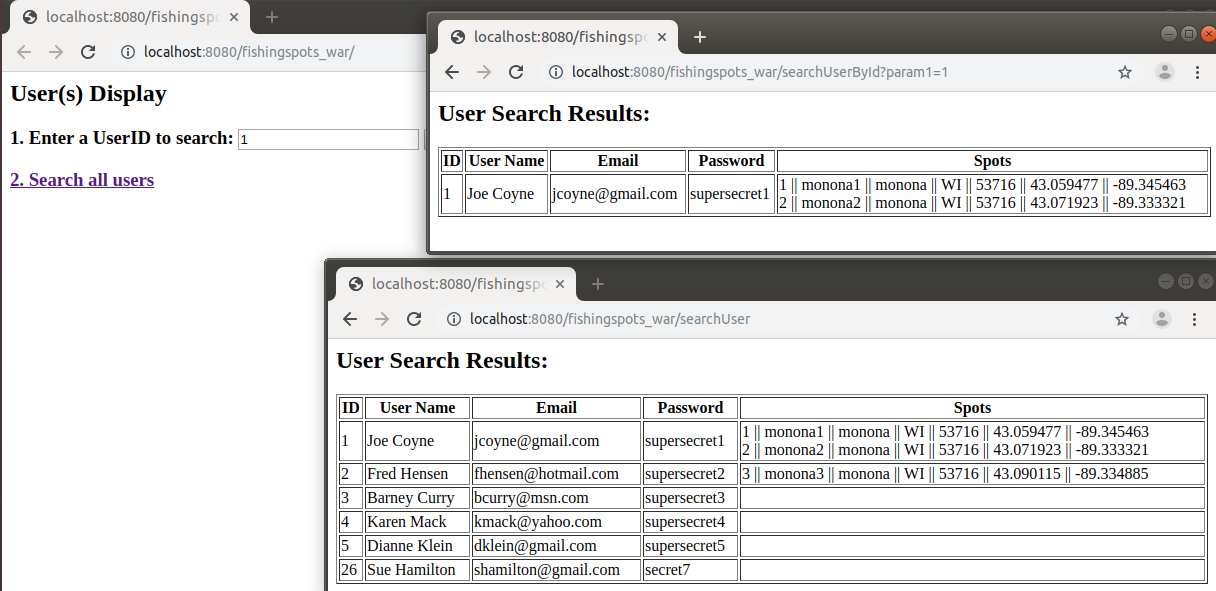 localhost:8080/fishingspo
localhost:8080/fishingspots_war/
User(s) Display
1. Enter a UserID to search: 1
2. Search all users
localhost:8080/fishingspo
localhost:8080/fishingspots_war/searchUserById?param1=1
User Search Results:
ID User Name Email Password Spots
1 Joe Coyne jcoyne@gmail.com supersecret1 1 || monona1 || monona || WI || 53716 || 43.059477 || -89.345463
2 || monona2 || monona || WI || 53716 || 43.071923 || -89.333321
localhost:8080/fishingspo
localhost:8080/fishingspots_war/searchUser
User Search Results:
ID User Name Email Password Spots
1 Joe Coyne jcoyne@gmail.com supersecret1 1 || monona1 || monona || WI || 53716 || 43.059477 || -89.345463
2 || monona2 || monona || WI || 53716 || 43.071923 || -89.333321
2 Fred Hensen fhensen@hotmail.com supersecret2 3 || monona3 || monona || WI || 53716 || 43.090115 || -89.334885
3 Barney Curry bcurry@msn.com supersecret3
4 Karen Mack kmack@yahoo.com supersecret4
5 Dianne Klein dklein@gmail.com supersecret5
26 Sue Hamilton shamilton@gmail.com secret7